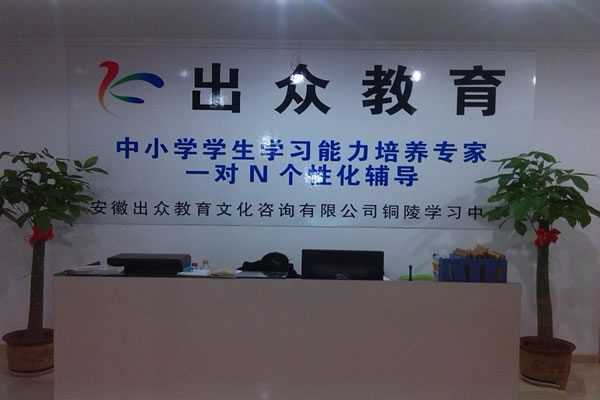 出众教育
中小学学生学习能力培养专家
一对N个性化辅导
安徽出众教育文化咨询有限公司铜陵学习中